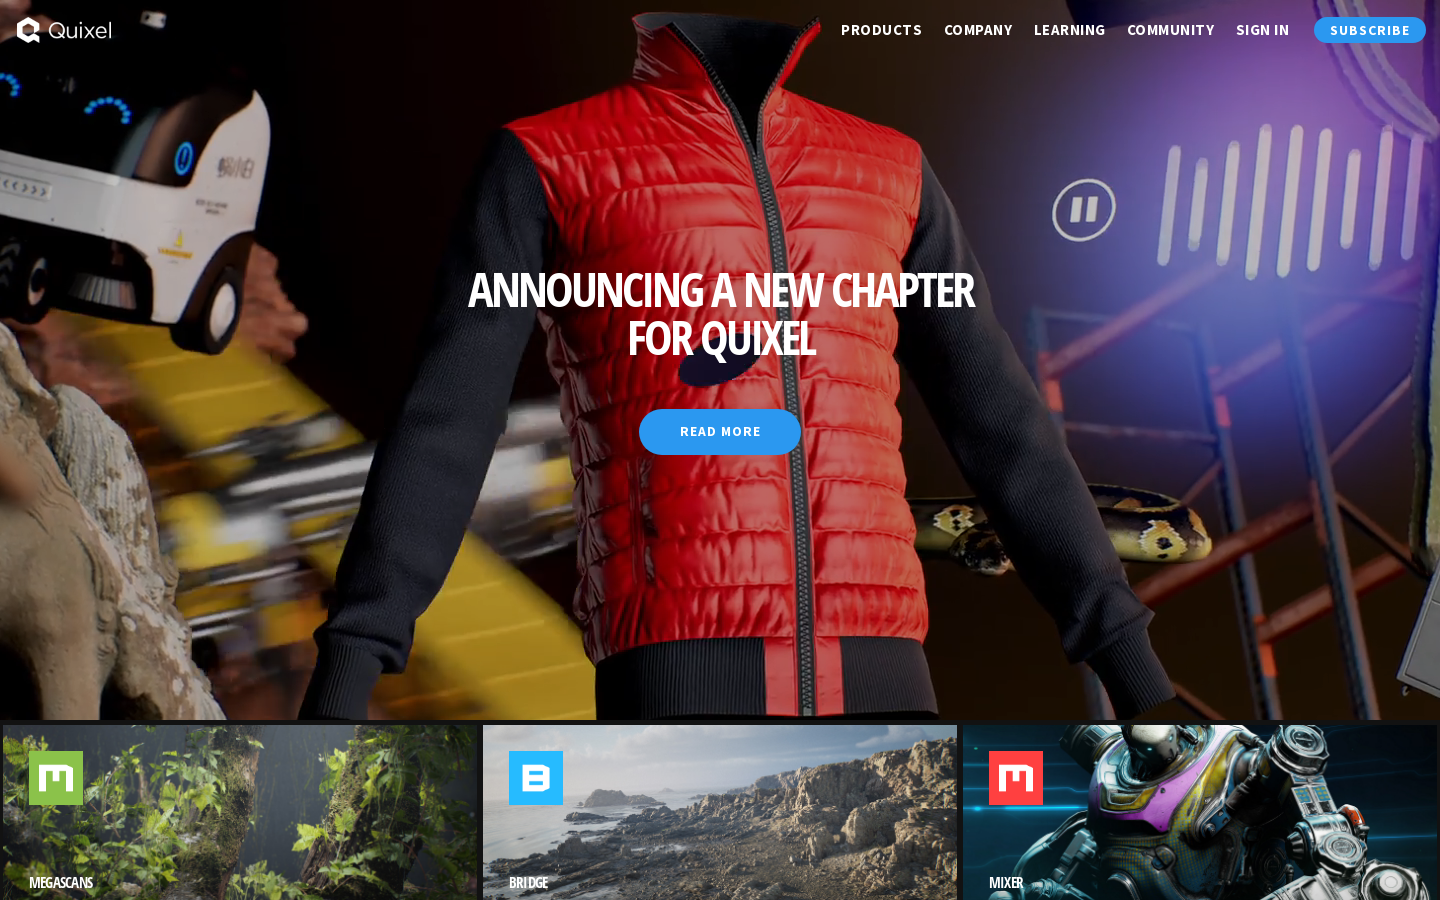 Quixel
PRODUCTS
COMPANY
LEARNING
COMMUNITY
SIGN IN
SUBSCRIBE
ANNOUNCING A NEW CHAPTER
FOR QUIXEL
READ MORE
MEGASCANS
BRIDGE
MIXER